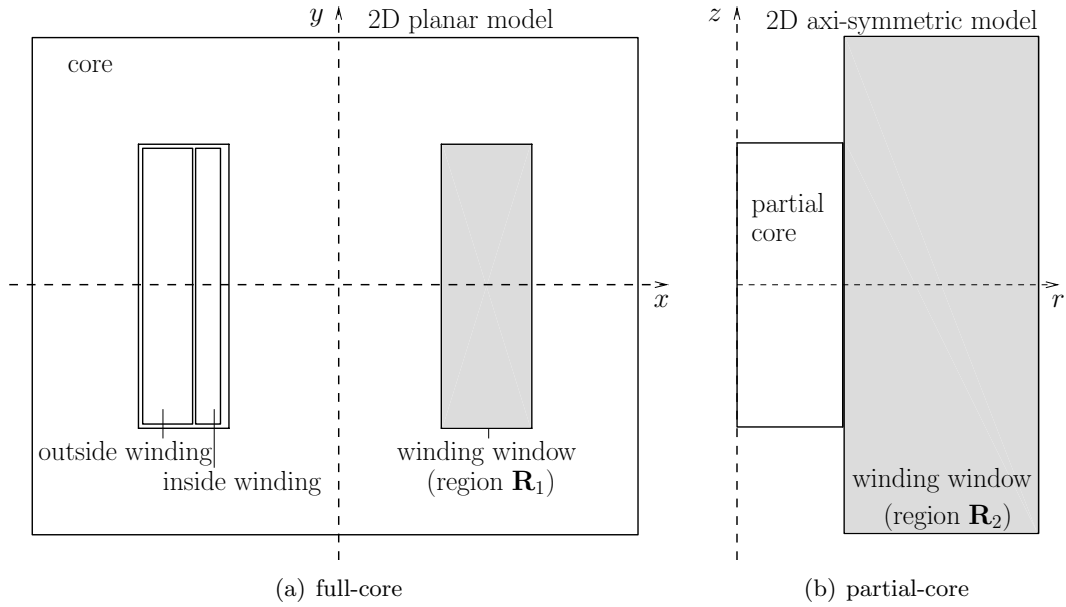 y
2D planar model
core
x
outside winding
inside winding
winding window
(region R₁)
(a) full-core
z
2D axi-symmetric model
partial
core
r
winding window
(region R₂)
(b) partial-core